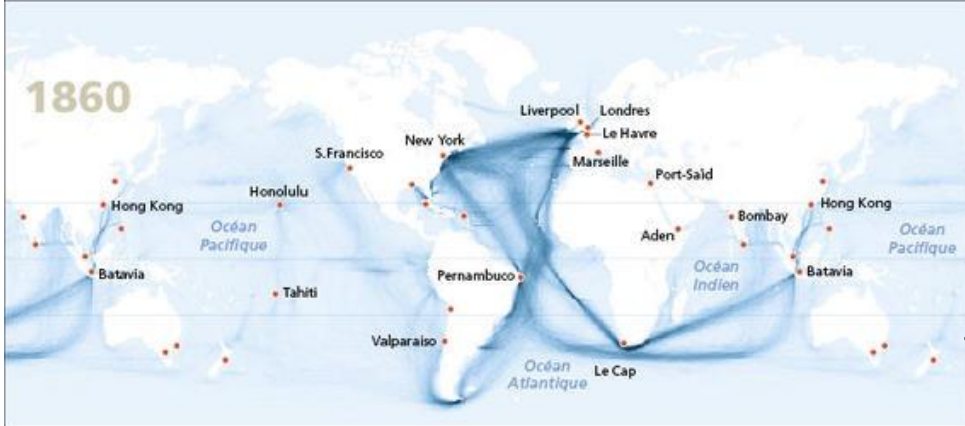 1860
Liverpool
Londres
Le Havre
New York
Marseille
S.Francisco
Port-Saïd
Honolulu
Hong Kong
Hong Kong
Bombay
Océan
Pacifique
Aden
Océan
Pacifique
Océan
Indien
Batavia
Pernambuco
Batavia
Tahiti
Valparaiso
Océan
Atlantique
Le Cap